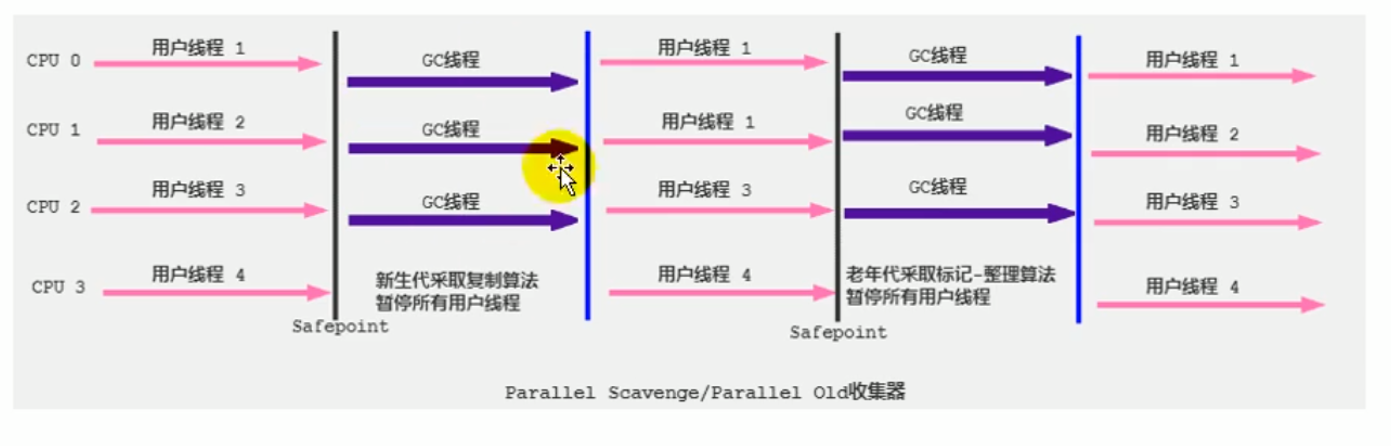 用户线程 1
GC线程
用户线程 1
GC线程
用户线程 1
CPU 0
用户线程 2
GC线程
用户线程 1
GC线程
用户线程 2
CPU 1
用户线程 3
GC线程
用户线程 3
GC线程
用户线程 3
CPU 2
用户线程 4
新生代采取复制算法
暂停所有用户线程
用户线程 4
老年代采取标记-整理算法
暂停所有用户线程
用户线程 4
CPU 3
Safepoint
Safepoint
Parallel Scavenge/Parallel Old收集器